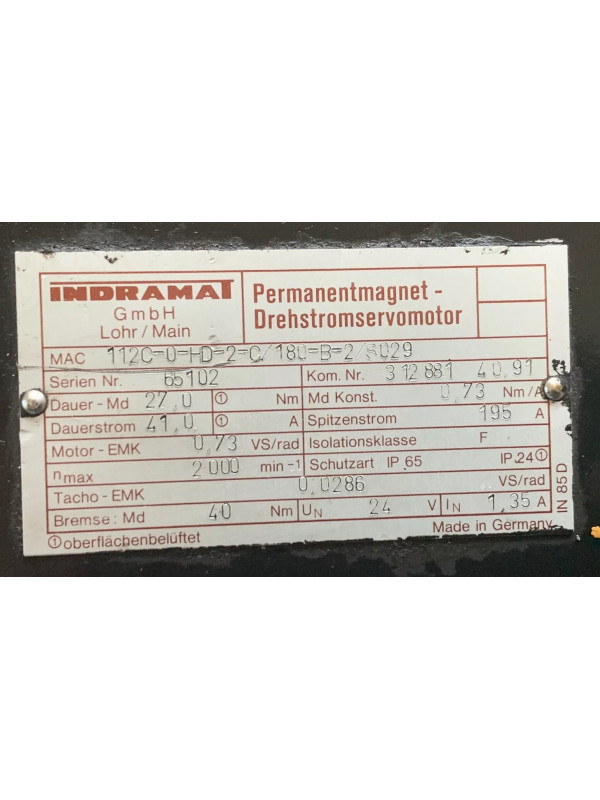 INDRAMAT
GmbH
Lohr/Main
Permanentmagnet-
Drehstromservomotor
MAC 112C-0-HD-2-C/180-B-2/S029
Serien Nr. 65102 Kom. Nr. 312881 40.91
Dauer-Md 27,0 ① Nm Md Konst. 0,73 Nm/A
Dauerstrom 41,0 ① A Spitzenstrom 195 A
Motor-EMK 0,73 VS/rad Isolationsklasse F
nmax 2000 min-1 Schutzart IP 65 IP 24①
Tacho-EMK 0,0286 VS/rad
Bremse: Md 40 Nm UN 24 V IN 1,35 A
①oberflächenbelüftet Made in Germany
IN 85D